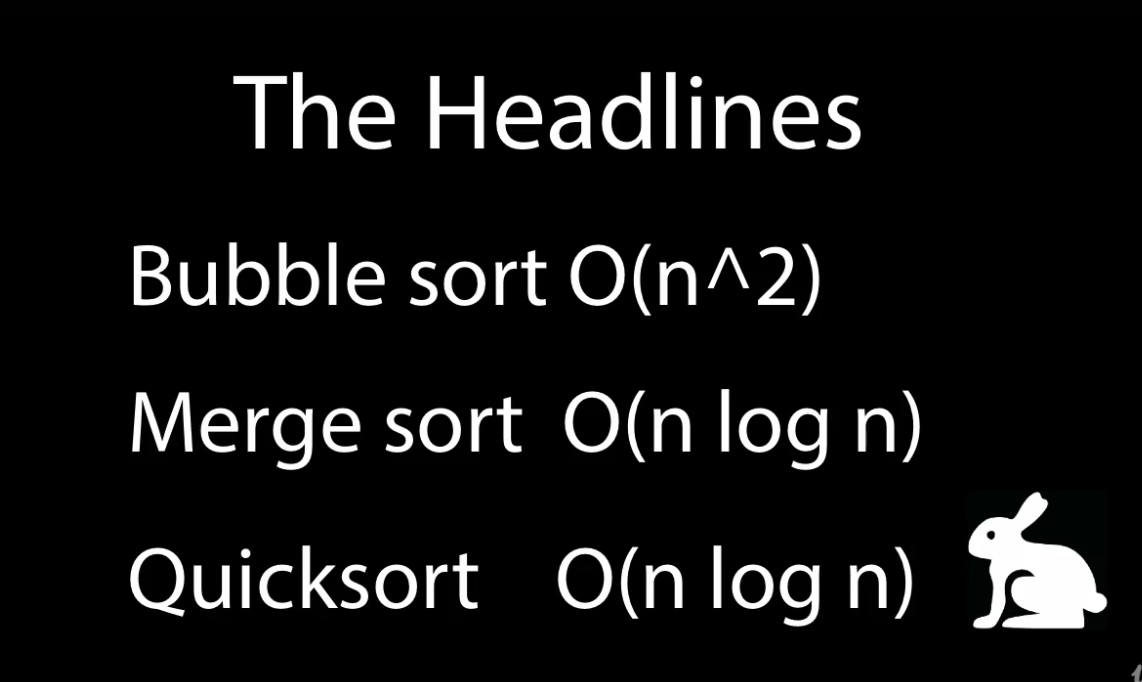 The Headlines
Bubble sort O(n^2)
Merge sort O(n log n)
Quicksort O(n log n)